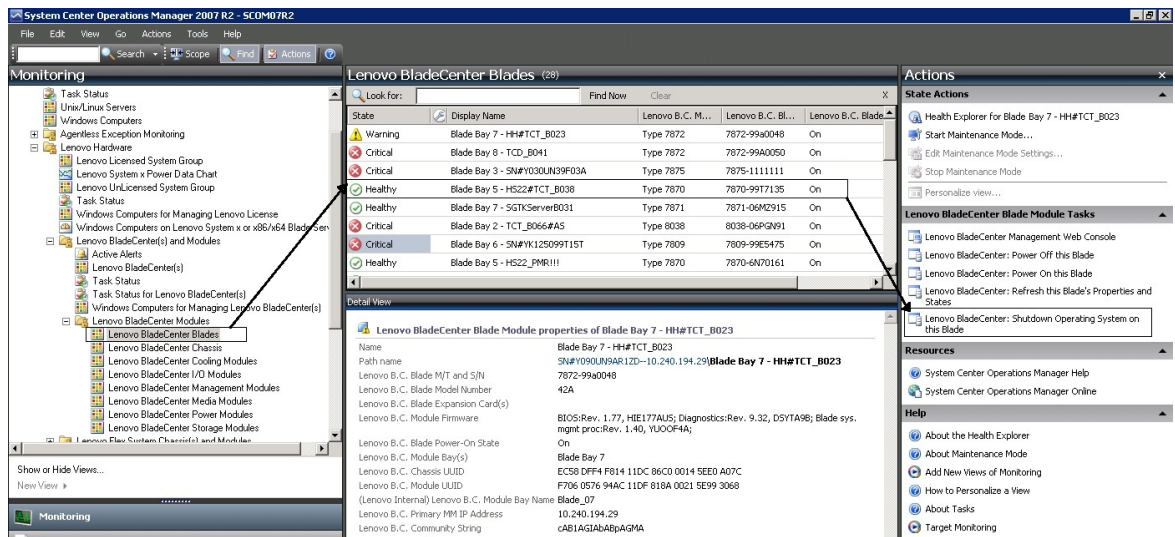 System Center Operations Manager 2007 R2 - SCOM07R2
File Edit View Go Actions Tools Help
Search Scope Find Actions
Monitoring
Task Status
Unix/Linux Servers
Windows Computers
Agentless Exception Monitoring
Lenovo Hardware
Lenovo Licensed System Group
Lenovo System x Power Data Chart
Lenovo UnLicensed System Group
Task Status
Windows Computers for Managing Lenovo License
Windows Computers on Lenovo System x or x86/x64 Blade Serv
Lenovo BladeCenter(s) and Modules
Active Alerts
Lenovo BladeCenter(s)
Task Status
Task Status for Lenovo BladeCenter(s)
Windows Computers for Managing Lenovo BladeCenter(s)
Lenovo BladeCenter Modules
Lenovo BladeCenter Blades
Lenovo BladeCenter Chassis
Lenovo BladeCenter Cooling Modules
Lenovo BladeCenter I/O Modules
Lenovo BladeCenter Management Modules
Lenovo BladeCenter Media Modules
Lenovo BladeCenter Power Modules
Lenovo BladeCenter Storage Modules
Lenovo Flex System Chassis(s) and Modules
Show or Hide Views...
New View
Monitoring
Lenovo BladeCenter Blades (28)
Look for: Find Now Clear X
State Display Name Lenovo B.C. M... Lenovo B.C. Bl... Lenovo B.C. Blade
Warning Blade Bay 7 - HH#TCT_B023 Type 7872 7872-99a0048 On
Critical Blade Bay 8 - TCD_B041 Type 7872 7872-99A0050 On
Critical Blade Bay 3 - SN#Y030UN39F03A Type 7875 7875-1111111 On
Healthy Blade Bay 5 - HS22#TCT_B038 Type 7870 7870-99T7135 On
Healthy Blade Bay 7 - SGTKServerB031 Type 7871 7871-06MZ915 On
Critical Blade Bay 2 - TCT_B066#AS Type 8038 8038-06PGN91 On
Critical Blade Bay 6 - SN#YK125099T15T Type 7809 7809-99E5475 On
Healthy Blade Bay 5 - HS22_PMR!!! Type 7870 7870-6N70161 On
Detail View
Lenovo BladeCenter Blade Module properties of Blade Bay 7 - HH#TCT_B023
Name Blade Bay 7 - HH#TCT_B023
Path name SN#Y090UN9AR1ZD--10.240.194.29\Blade Bay 7 - HH#TCT_B023
Lenovo B.C. Blade M/T and S/N 7872-99a0048
Lenovo B.C. Blade Model Number 42A
Lenovo B.C. Blade Expansion Card(s)
Lenovo B.C. Module Firmware BIOS:Rev. 1.77, HIE177AUS; Diagnostics:Rev. 9.32, DSYTA9B; Blade sys.
mgmt proc:Rev. 1.40, YUOOF4A;
Lenovo B.C. Blade Power-On State On
Lenovo B.C. Module Bay(s) Blade Bay 7
Lenovo B.C. Chassis UUID EC58 DFF4 F814 11DC 86C0 0014 5EE0 A07C
Lenovo B.C. Module UUID F706 0576 94AC 11DF 818A 0021 5E99 3068
(Lenovo Internal) Lenovo B.C. Module Bay Name Blade_07
Lenovo B.C. Primary MM IP Address 10.240.194.29
Lenovo B.C. Community String cAB1AGIAbABpAGMA
Actions x
State Actions
Health Explorer for Blade Bay 7 - HH#TCT_B023
Start Maintenance Mode...
Edit Maintenance Mode Settings...
Stop Maintenance Mode
Personalize view...
Lenovo BladeCenter Blade Module Tasks
Lenovo BladeCenter Management Web Console
Lenovo BladeCenter: Power Off this Blade
Lenovo BladeCenter: Power On this Blade
Lenovo BladeCenter: Refresh this Blade's Properties and
States
Lenovo BladeCenter: Shutdown Operating System on
this Blade
Resources
System Center Operations Manager Help
System Center Operations Manager Online
Help
About the Health Explorer
About Maintenance Mode
Add New Views of Monitoring
How to Personalize a View
About Tasks
Target Monitoring